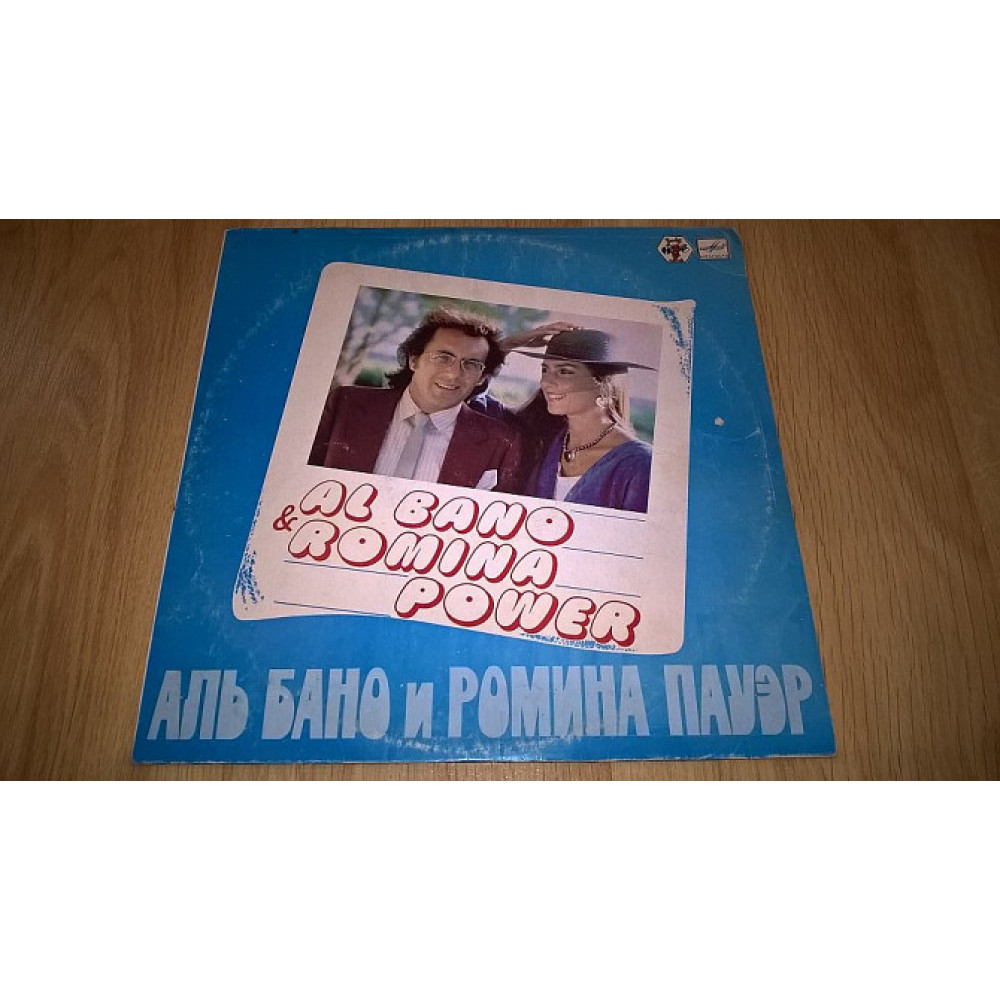 AL BANO
& ROMINA
POWER
АЛЬ БАНО и РОМИНА ПАУЭР